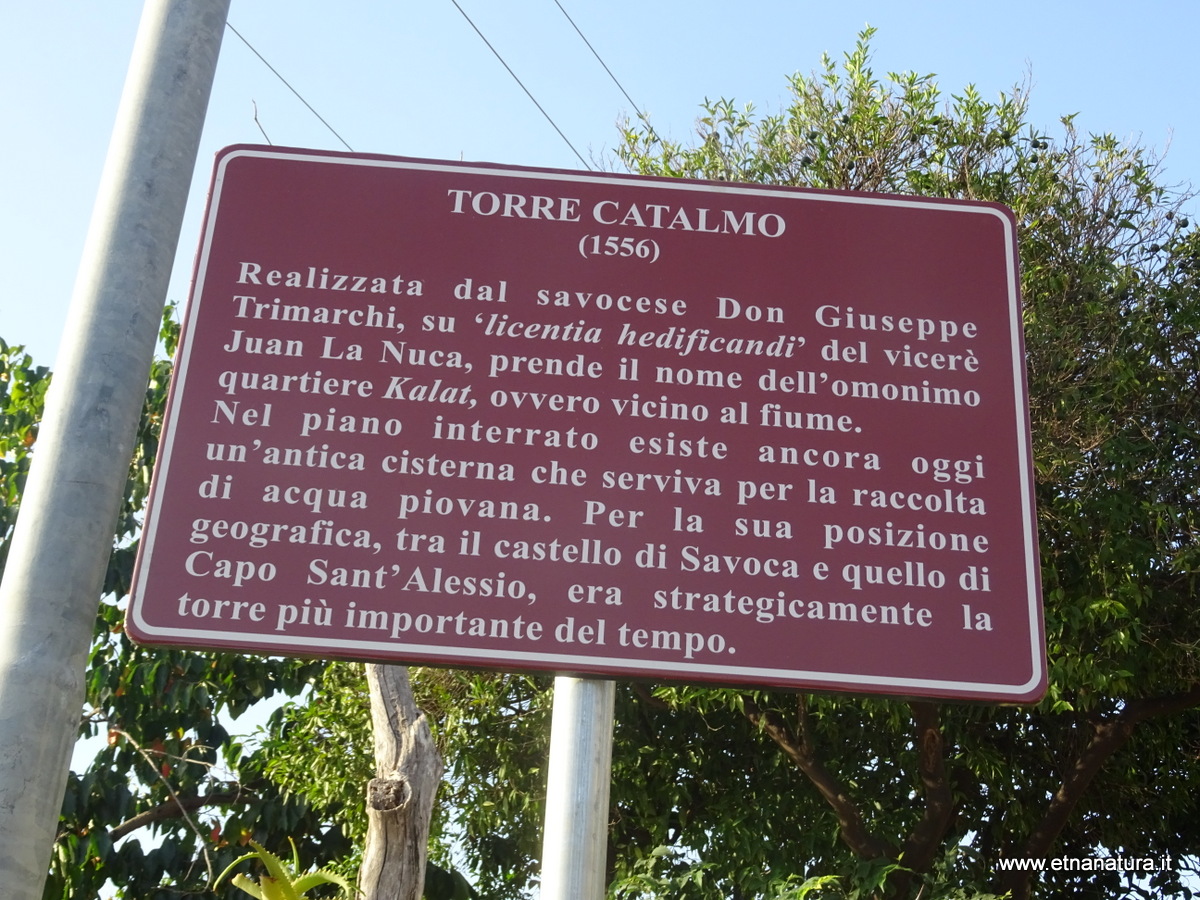 TORRE CATALMO
(1556)
Realizzata dal savocese Don Giuseppe
Trimarchi, su ‘licentia hedificandi’ del vicerè
Juan La Nuca, prende il nome dell’omonimo
quartiere Kalat, ovvero vicino al fiume.
Nel piano interrato esiste ancora oggi
un’antica cisterna che serviva per la raccolta
di acqua piovana. Per la sua posizione
geografica, tra il castello di Savoca e quello di
Capo Sant’Alessio, era strategicamente la
torre più importante del tempo.
www.etnanatura.it